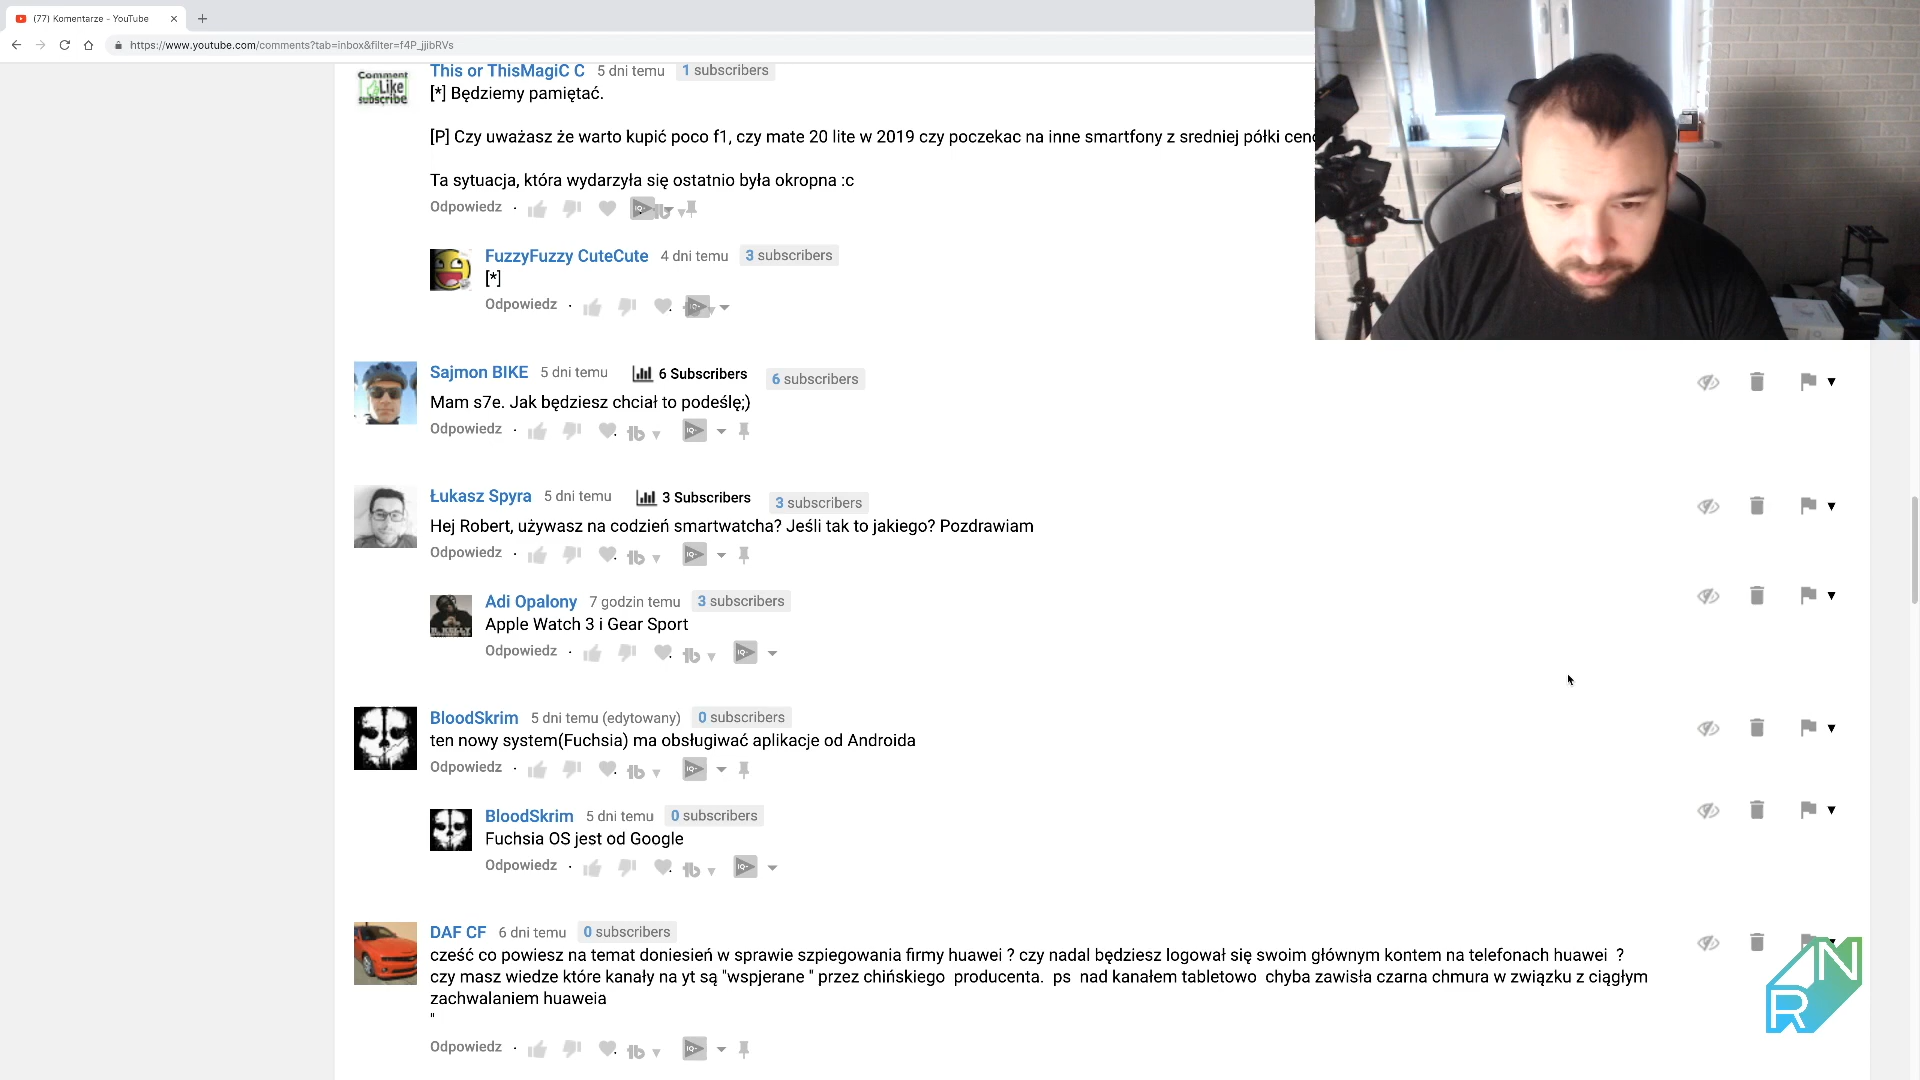 (77) Komentarze - YouTube
https://www.youtube.com/comments?tab=inbox&filter=f4P_jjibRVs
Comment Like subscribe
This or ThisMagiC C 5 dni temu 1 subscribers
[*] Będziemy pamiętać.
[P] Czy uważasz że warto kupić poco f1, czy mate 20 lite w 2019 czy poczekac na inne smartfony z sredniej półki
Ta sytuacja, która wydarzyła się ostatnio była okropna :c
Odpowiedz
FuzzyFuzzy CuteCute 4 dni temu 3 subscribers
[*]
Odpowiedz
Sajmon BIKE 5 dni temu 6 Subscribers 6 subscribers
Mam s7e. Jak będziesz chciał to podeślę;)
Odpowiedz
Łukasz Spyra 5 dni temu 3 Subscribers 3 subscribers
Hej Robert, używasz na codzień smartwatcha? Jeśli tak to jakiego? Pozdrawiam
Odpowiedz
Adi Opalony 7 godzin temu 3 subscribers
Apple Watch 3 i Gear Sport
Odpowiedz
BloodSkrim 5 dni temu (edytowany) 0 subscribers
ten nowy system(Fuchsia) ma obsługiwać aplikacje od Androida
Odpowiedz
BloodSkrim 5 dni temu 0 subscribers
Fuchsia OS jest od Google
Odpowiedz
DAF CF 6 dni temu 0 subscribers
cześć co powiesz na temat doniesień w sprawie szpiegowania firmy huawei ? czy nadal będziesz logował się swoim głównym kontem na telefonach huawei ?
czy masz wiedze które kanały na yt są "wspjerane " przez chińskiego producenta. ps nad kanałem tabletowo chyba zawisła czarna chmura w związku z ciągłym
zachwalaniem huaweia
"
Odpowiedz
RN